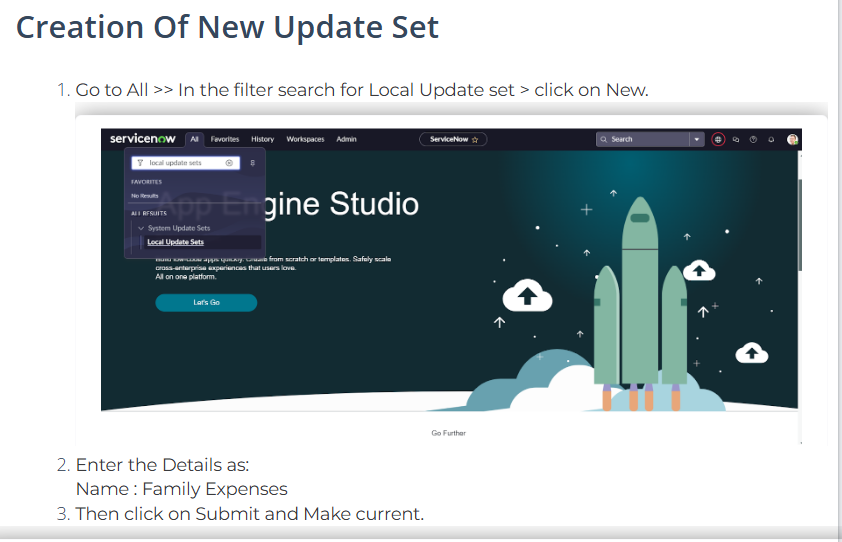 Creation Of New Update Set
1. Go to All >> In the filter search for Local Update set > click on New.
servicenow All Favorites History Workspaces Admin ServiceNow Search
local update sets
FAVORITES
No Results
App Engine Studio
ALL RESULTS
System Update Sets
Local Update Sets
from scratch or templates. Safely scale
cross-enterprise experiences that users love.
All on one platform.
Let's Go
Go Further
2. Enter the Details as:
Name : Family Expenses
3. Then click on Submit and Make current.